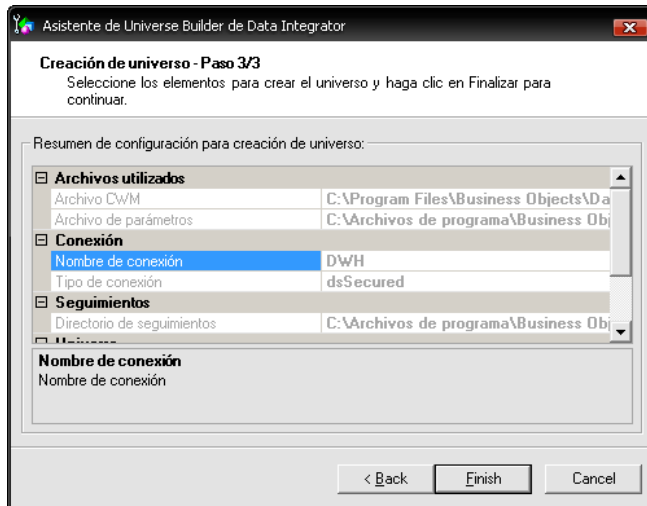 Asistente de Universe Builder de Data Integrator
Creación de universo - Paso 3/3
Seleccione los elementos para crear el universo y haga clic en Finalizar para
continuar.
Resumen de configuración para creación de universo:
Archivos utilizados
Archivo CWM C:\Program Files\Business Objects\Da
Archivo de parámetros C:\Archivos de programa\Business Obj
Conexión
Nombre de conexión DWH
Tipo de conexión dsSecured
Seguimientos
Directorio de seguimientos C:\Archivos de programa\Business Obj
Universo
Nombre de conexión
Nombre de conexión
< Back Finish Cancel